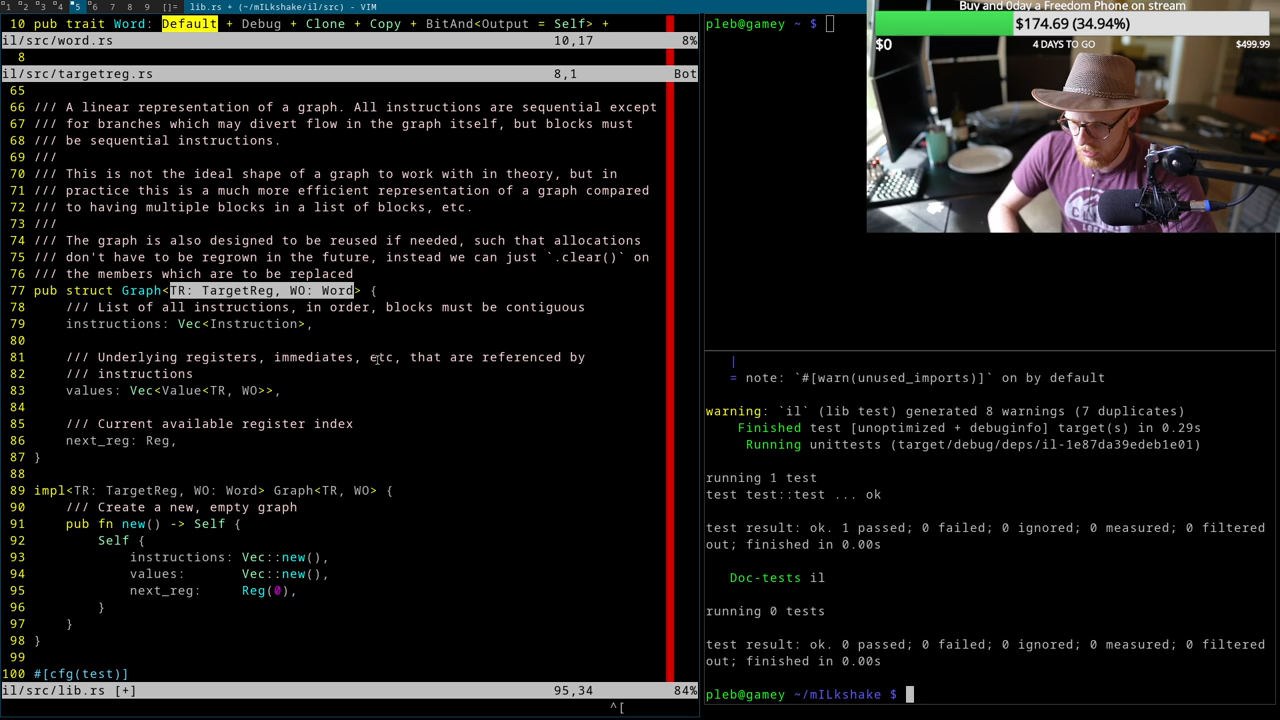 1 2 3 4 5 6 7 8 9 []= lib.rs + (~/mILkshake/il/src) - VIM
10 pub trait Word: Default + Debug + Clone + Copy + BitAnd<Output = Self> +
il/src/word.rs 10,17 8%
8
il/src/targetreg.rs 8,1 Bot
65
66 /// A linear representation of a graph. All instructions are sequential except
67 /// for branches which may divert flow in the graph itself, but blocks must
68 /// be sequential instructions.
69 ///
70 /// This is not the ideal shape of a graph to work with in theory, but in
71 /// practice this is a much more efficient representation of a graph compared
72 /// to having multiple blocks in a list of blocks, etc.
73 ///
74 /// The graph is also designed to be reused if needed, such that allocations
75 /// don't have to be regrown in the future, instead we can just `.clear()` on
76 /// the members which are to be replaced
77 pub struct Graph<TR: TargetReg, WO: Word> {
78 /// List of all instructions, in order, blocks must be contiguous
79 instructions: Vec<Instruction>,
80
81 /// Underlying registers, immediates, etc, that are referenced by
82 /// instructions
83 values: Vec<Value<TR, WO>>,
84
85 /// Current available register index
86 next_reg: Reg,
87 }
88
89 impl<TR: TargetReg, WO: Word> Graph<TR, WO> {
90 /// Create a new, empty graph
91 pub fn new() -> Self {
92 Self {
93 instructions: Vec::new(),
94 values: Vec::new(),
95 next_reg: Reg(0),
96 }
97 }
98 }
99
100 #[cfg(test)]
il/src/lib.rs [+] 95,34 84%
^[
pleb@gamey ~ $
Buy and 0day a Freedom Phone on stream
$174.69 (34.94%)
$0 4 DAYS TO GO $499.99
|
= note: `#[warn(unused_imports)]` on by default
warning: `il` (lib test) generated 8 warnings (7 duplicates)
Finished test [unoptimized + debuginfo] target(s) in 0.29s
Running unittests (target/debug/deps/il-1e87da39edeb1e01)
running 1 test
test test::test ... ok
test result: ok. 1 passed; 0 failed; 0 ignored; 0 measured; 0 filtered
out; finished in 0.00s
Doc-tests il
running 0 tests
test result: ok. 0 passed; 0 failed; 0 ignored; 0 measured; 0 filtered
out; finished in 0.00s
pleb@gamey ~/mILkshake $